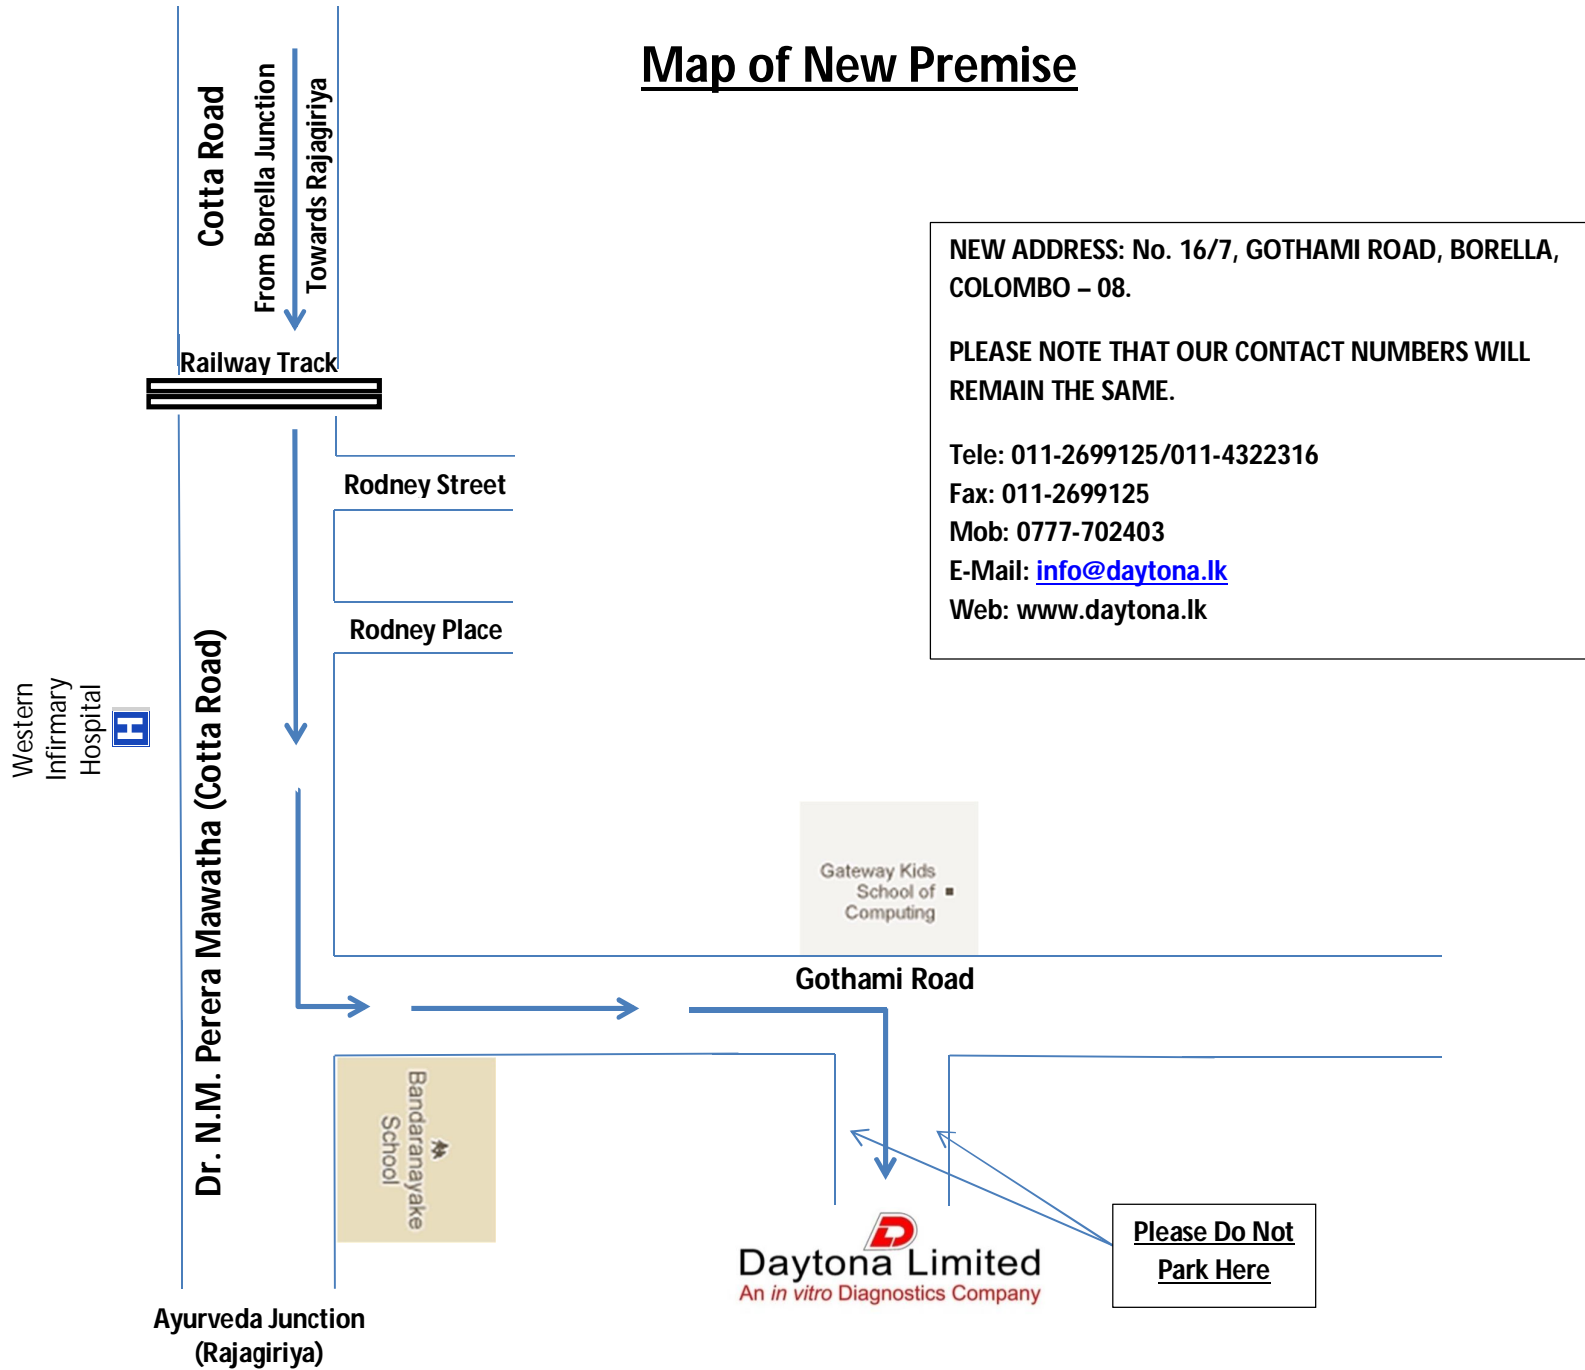 Map of New Premise
Cotta Road
From Borella Junction
Towards Rajagiriya
NEW ADDRESS: No. 16/7, GOTHAMI ROAD, BORELLA,
COLOMBO – 08.
PLEASE NOTE THAT OUR CONTACT NUMBERS WILL
REMAIN THE SAME.
Tele: 011-2699125/011-4322316
Fax: 011-2699125
Mob: 0777-702403
E-Mail: info@daytona.lk
Web: www.daytona.lk
Railway Track
Rodney Street
Rodney Place
Western
Infirmary
Hospital
H
Dr. N.M. Perera Mawatha (Cotta Road)
Gateway Kids
School of
Computing
Gothami Road
Bandaranayake
School
D
Daytona Limited
An in vitro Diagnostics Company
Please Do Not
Park Here
Ayurveda Junction
(Rajagiriya)